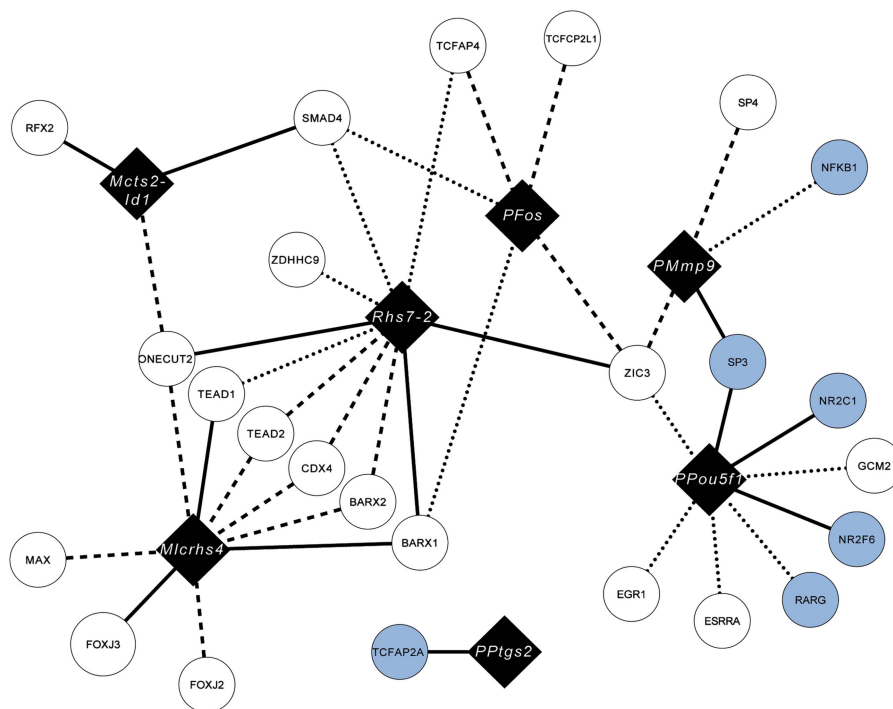 TCFAP4
TCFCP2L1
SP4
SMAD4
RFX2
NFKB1
Mcts2-
Id1
PFos
ZDHHC9
PMmp9
Rhs7-2
ONECUT2
SP3
ZIC3
TEAD1
NR2C1
TEAD2
GCM2
CDX4
PPou5f1
BARX2
NR2F6
BARX1
Mlcrhs4
MAX
EGR1
RARG
ESRRA
FOXJ3
TCFAP2A
PPtgs2
FOXJ2